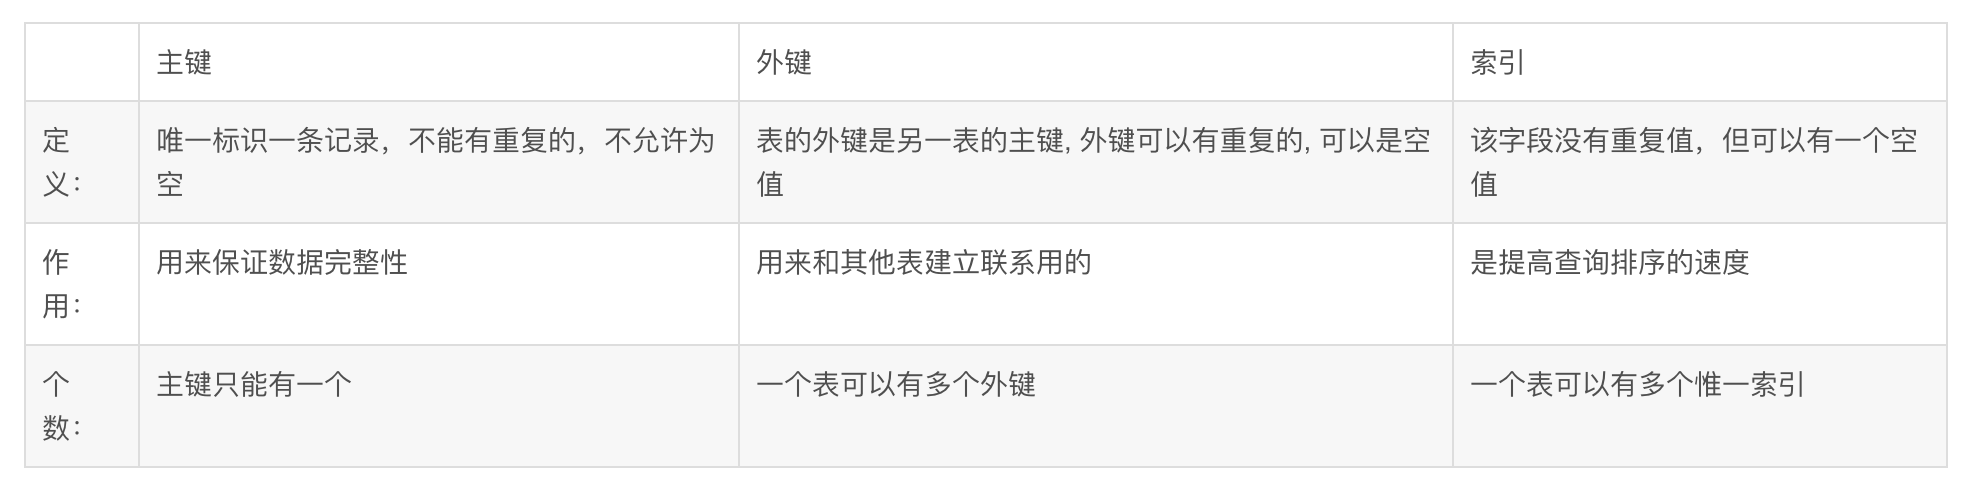 主键
外键
索引
定
义：
唯一标识一条记录，不能有重复的，不允许为
空
表的外键是另一表的主键, 外键可以有重复的, 可以是空
值
该字段没有重复值，但可以有一个空
值
作
用：
用来保证数据完整性
用来和其他表建立联系用的
是提高查询排序的速度
个
数：
主键只能有一个
一个表可以有多个外键
一个表可以有多个惟一索引